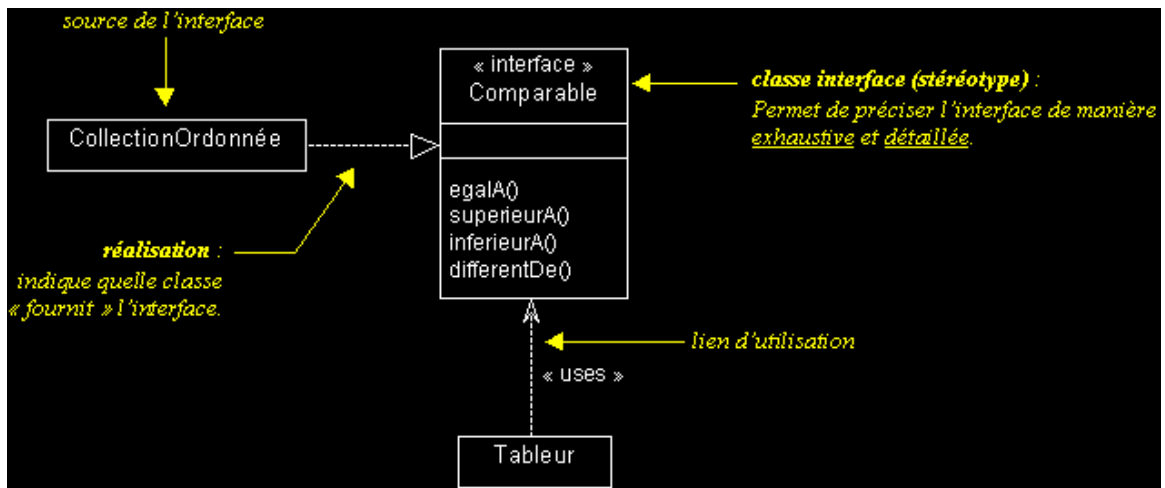 source de l'interface
« interface »
Comparable
classe interface (stéréotype) :
Permet de préciser l'interface de manière
exhaustive et détaillée.
CollectionOrdonnée
egalA()
superieurA()
inferieurA()
differentDe()
réalisation :
indique quelle classe
« fournit » l'interface.
lien d'utilisation
« uses »
Tableur